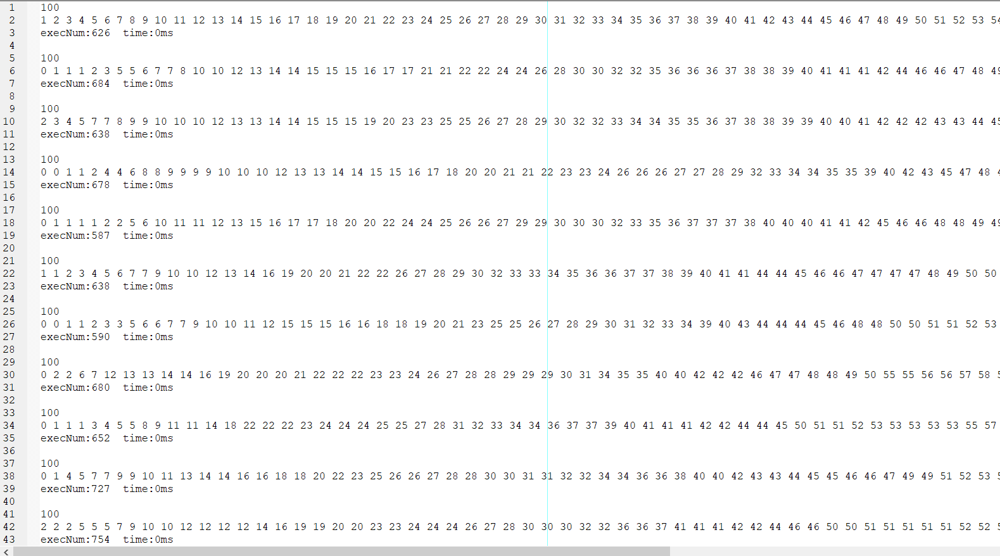 1 100
2 1 2 3 4 5 6 7 8 9 10 11 12 13 14 15 16 17 18 19 20 21 22 23 24 25 26 27 28 29 30 31 32 33 34 35 36 37 38 39 40 41 42 43 44 45 46 47 48 49 50 51 52 53 54
3 execNum:626 time:0ms
4
5 100
6 0 1 1 1 2 3 5 5 6 7 7 8 10 10 12 13 14 14 15 15 15 16 17 17 21 21 22 22 24 24 26 28 30 30 32 32 35 36 36 36 37 38 38 39 40 41 41 41 42 44 46 46 47 48 49
7 execNum:684 time:0ms
8
9 100
10 2 3 4 5 7 7 8 9 9 10 10 10 12 13 13 14 14 15 15 15 19 20 23 23 25 25 26 27 28 29 30 32 32 33 34 34 35 35 36 37 38 38 39 39 40 40 41 42 42 42 43 43 44 45
11 execNum:638 time:0ms
12
13 100
14 0 0 1 1 2 4 4 6 8 8 9 9 9 9 10 10 10 12 13 13 14 14 15 15 16 17 18 20 20 21 21 22 23 23 24 26 26 26 27 27 28 29 32 33 34 34 35 35 39 40 42 43 45 47 48
15 execNum:678 time:0ms
16
17 100
18 0 1 1 1 1 2 2 5 6 10 11 11 12 13 15 16 17 17 18 20 20 22 24 24 25 26 26 27 29 29 30 30 30 32 33 35 36 37 37 37 38 40 40 40 41 41 42 45 46 46 48 48 49 49
19 execNum:587 time:0ms
20
21 100
22 1 1 2 3 4 5 6 7 7 9 10 10 12 13 14 16 19 20 20 21 22 22 26 27 28 29 30 32 33 33 34 35 36 36 37 37 38 39 40 41 41 44 44 45 46 46 47 47 47 47 48 49 50 50
23 execNum:638 time:0ms
24
25 100
26 0 0 1 1 2 3 3 5 6 6 7 7 9 10 10 11 12 15 15 15 16 16 18 18 19 20 21 23 25 25 26 27 28 29 30 31 32 33 34 39 40 43 44 44 44 45 46 48 48 50 50 51 51 52 53
27 execNum:590 time:0ms
28
29 100
30 0 2 2 6 7 12 13 13 14 14 16 19 20 20 20 21 22 22 22 23 23 24 26 27 28 28 29 29 29 30 31 34 35 35 40 40 42 42 42 46 47 47 48 48 49 50 55 55 56 56 57 58
31 execNum:680 time:0ms
32
33 100
34 0 1 1 1 3 4 5 5 8 9 11 11 14 18 22 22 22 23 24 24 24 25 25 27 28 31 32 33 34 34 36 37 37 39 40 41 41 41 42 42 44 44 45 50 51 51 52 53 53 53 53 53 55 57
35 execNum:652 time:0ms
36
37 100
38 0 1 4 5 7 7 9 9 10 11 13 14 14 16 16 18 18 20 22 23 25 26 26 27 28 28 30 30 31 31 32 32 34 34 36 36 38 40 40 42 43 43 44 45 45 46 46 47 49 49 51 52 53
39 execNum:727 time:0ms
40
41 100
42 2 2 2 5 5 5 7 9 10 10 12 12 12 12 14 16 19 19 20 20 23 23 24 24 24 26 27 28 30 30 30 32 32 36 36 37 41 41 41 42 42 44 46 46 50 50 51 51 51 51 51 52 52
43 execNum:754 time:0ms